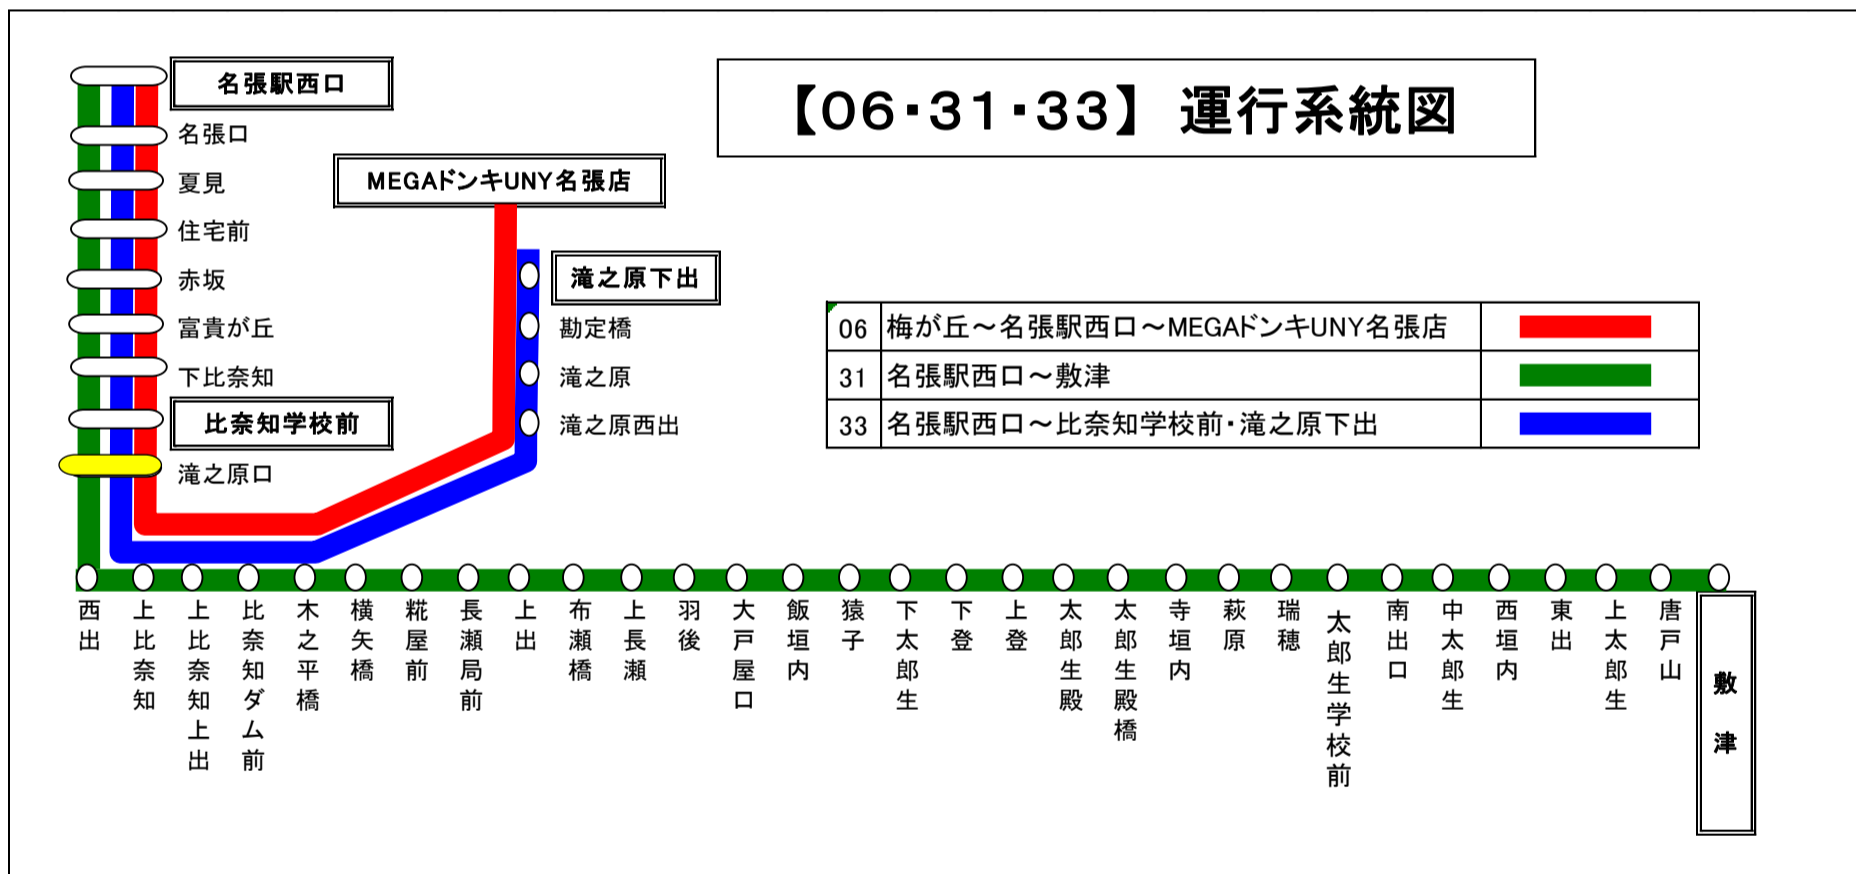 【06・31・33】 運行系統図
名張駅西口
名張口
夏見
住宅前
赤坂
富貴が丘
下比奈知
比奈知学校前
滝之原口
MEGAドンキUNY名張店
滝之原下出
勘定橋
滝之原
滝之原西出
06 梅が丘～名張駅西口～MEGAドンキUNY名張店
31 名張駅西口～敷津
33 名張駅西口～比奈知学校前・滝之原下出
西出
上比奈知
上比奈知上出
比奈知ダム前
木之平橋
横矢橋
糀屋前
長瀬局前
上出
布瀬橋
上長瀬
羽後
大戸屋口
飯垣内
猿子
下太郎生
下登
上登
太郎生殿
太郎生殿橋
寺垣内
萩原
瑞穂
太郎生学校前
南出口
中太郎生
西垣内
東出
上太郎生
唐戸山
敷津